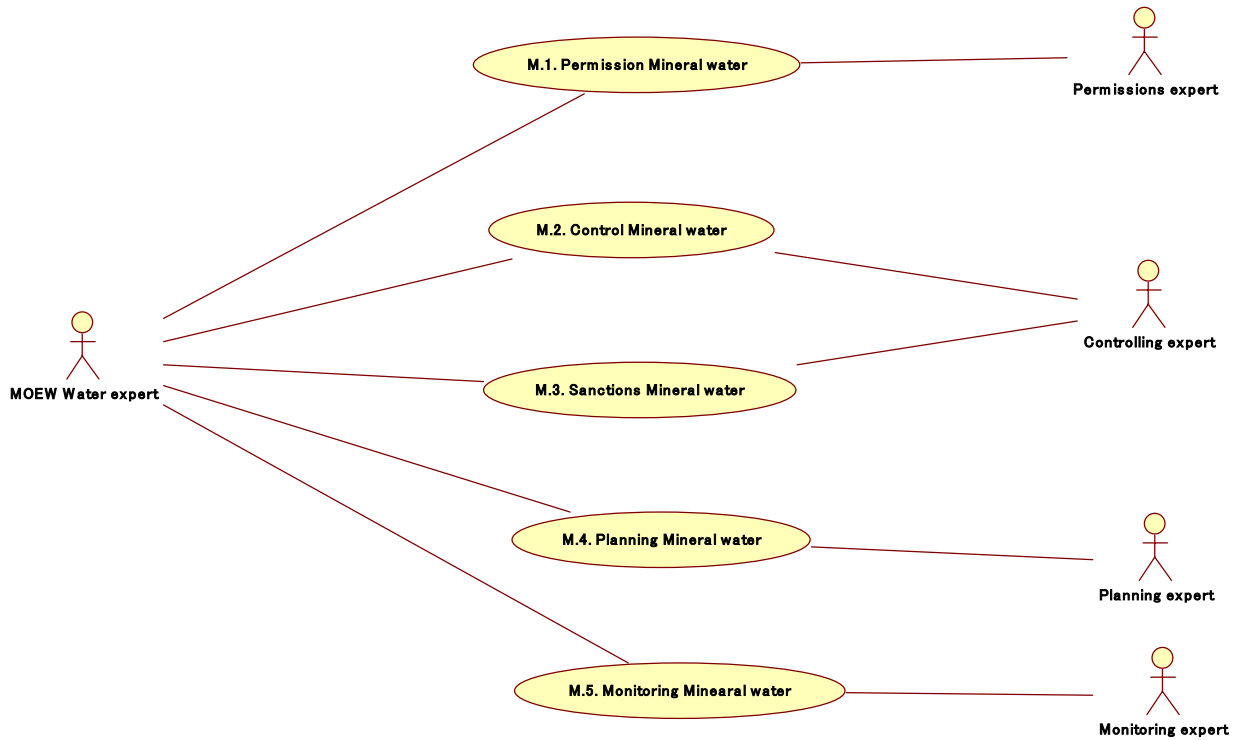 M.1. Permission Mineral water
Permissions expert
M.2. Control Mineral water
Controlling expert
MOEW Water expert
M.3. Sanctions Mineral water
M.4. Planning Mineral water
Planning expert
M.5. Monitoring Minearal water
Monitoring expert